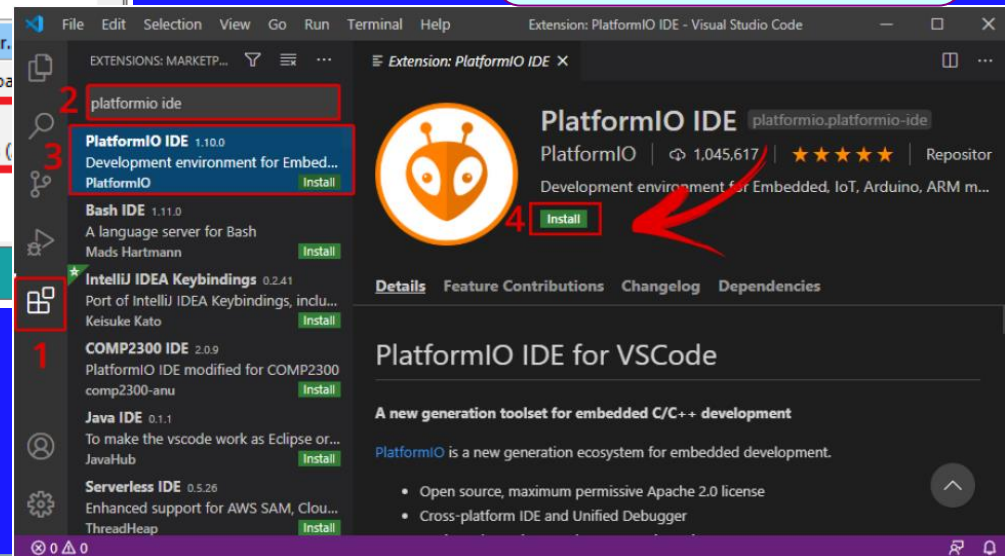 File Edit Selection View Go Run Terminal Help Extension: PlatformIO IDE - Visual Studio Code
EXTENSIONS: MARKETP...
Extension: PlatformIO IDE
2
platformio ide
3
PlatformIO IDE 1.10.0
Development environment for Embed...
PlatformIO Install
Bash IDE 1.11.0
A language server for Bash
Mads Hartmann Install
IntelliJ IDEA Keybindings 0.2.41
Port of IntelliJ IDEA Keybindings, inclu...
Keisuke Kato Install
1
COMP2300 IDE 2.0.9
PlatformIO IDE modified for COMP2300
comp2300-anu Install
Java IDE 0.1.1
To make the vscode work as Eclipse or...
JavaHub Install
Serverless IDE 0.5.26
Enhanced support for AWS SAM, Clou...
ThreadHeap Install
PlatformIO IDE platformio.platformio-ide
PlatformIO 1,045,617 Repositor
Development environment for Embedded, IoT, Arduino, ARM m...
4
Install
Details Feature Contributions Changelog Dependencies
PlatformIO IDE for VSCode
A new generation toolset for embedded C/C++ development
PlatformIO is a new generation ecosystem for embedded development.
• Open source, maximum permissive Apache 2.0 license
• Cross-platform IDE and Unified Debugger
0 0